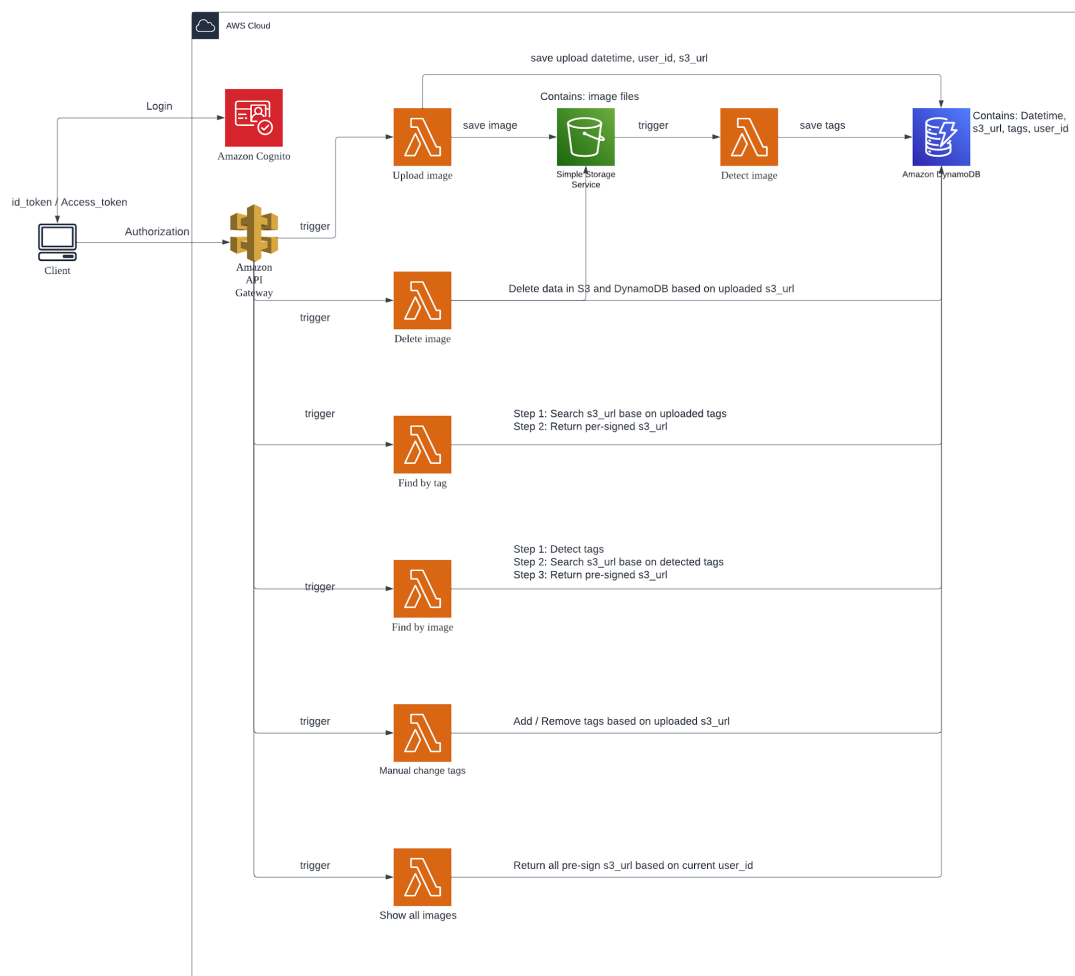 AWS Cloud
save upload datetime, user_id, s3_url
Login
Contains: image files
Contains: Datetime,
s3_url, tags, user_id
save image
trigger
save tags
Amazon Cognito
Upload image
Simple Storage
Service
Detect image
Amazon DynamoDB
id_token / Access_token
Authorization
trigger
Client
Amazon
API
Gateway
Delete data in S3 and DynamoDB based on uploaded s3_url
trigger
Delete image
trigger
Step 1: Search s3_url base on uploaded tags
Step 2: Return per-signed s3_url
Find by tag
Step 1: Detect tags
Step 2: Search s3_url base on detected tags
Step 3: Return pre-signed s3_url
trigger
Find by image
trigger
Add / Remove tags based on uploaded s3_url
Manual change tags
trigger
Return all pre-sign s3_url based on current user_id
Show all images